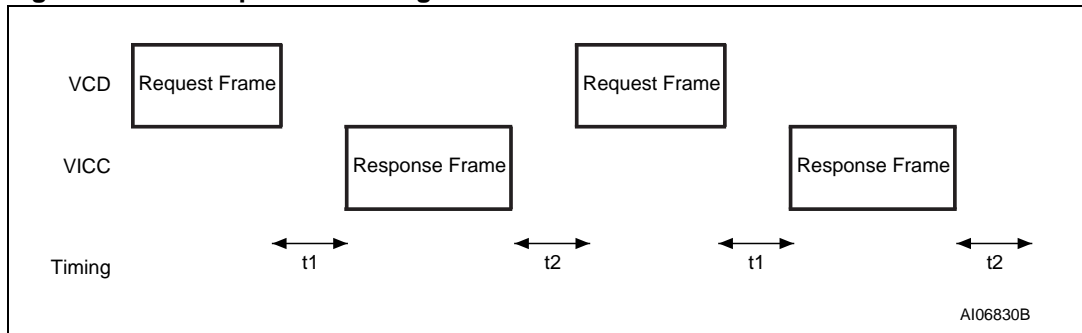 VCD
Request Frame
Request Frame
VICC
Response Frame
Response Frame
Timing
t1
t2
t1
t2
AI06830B